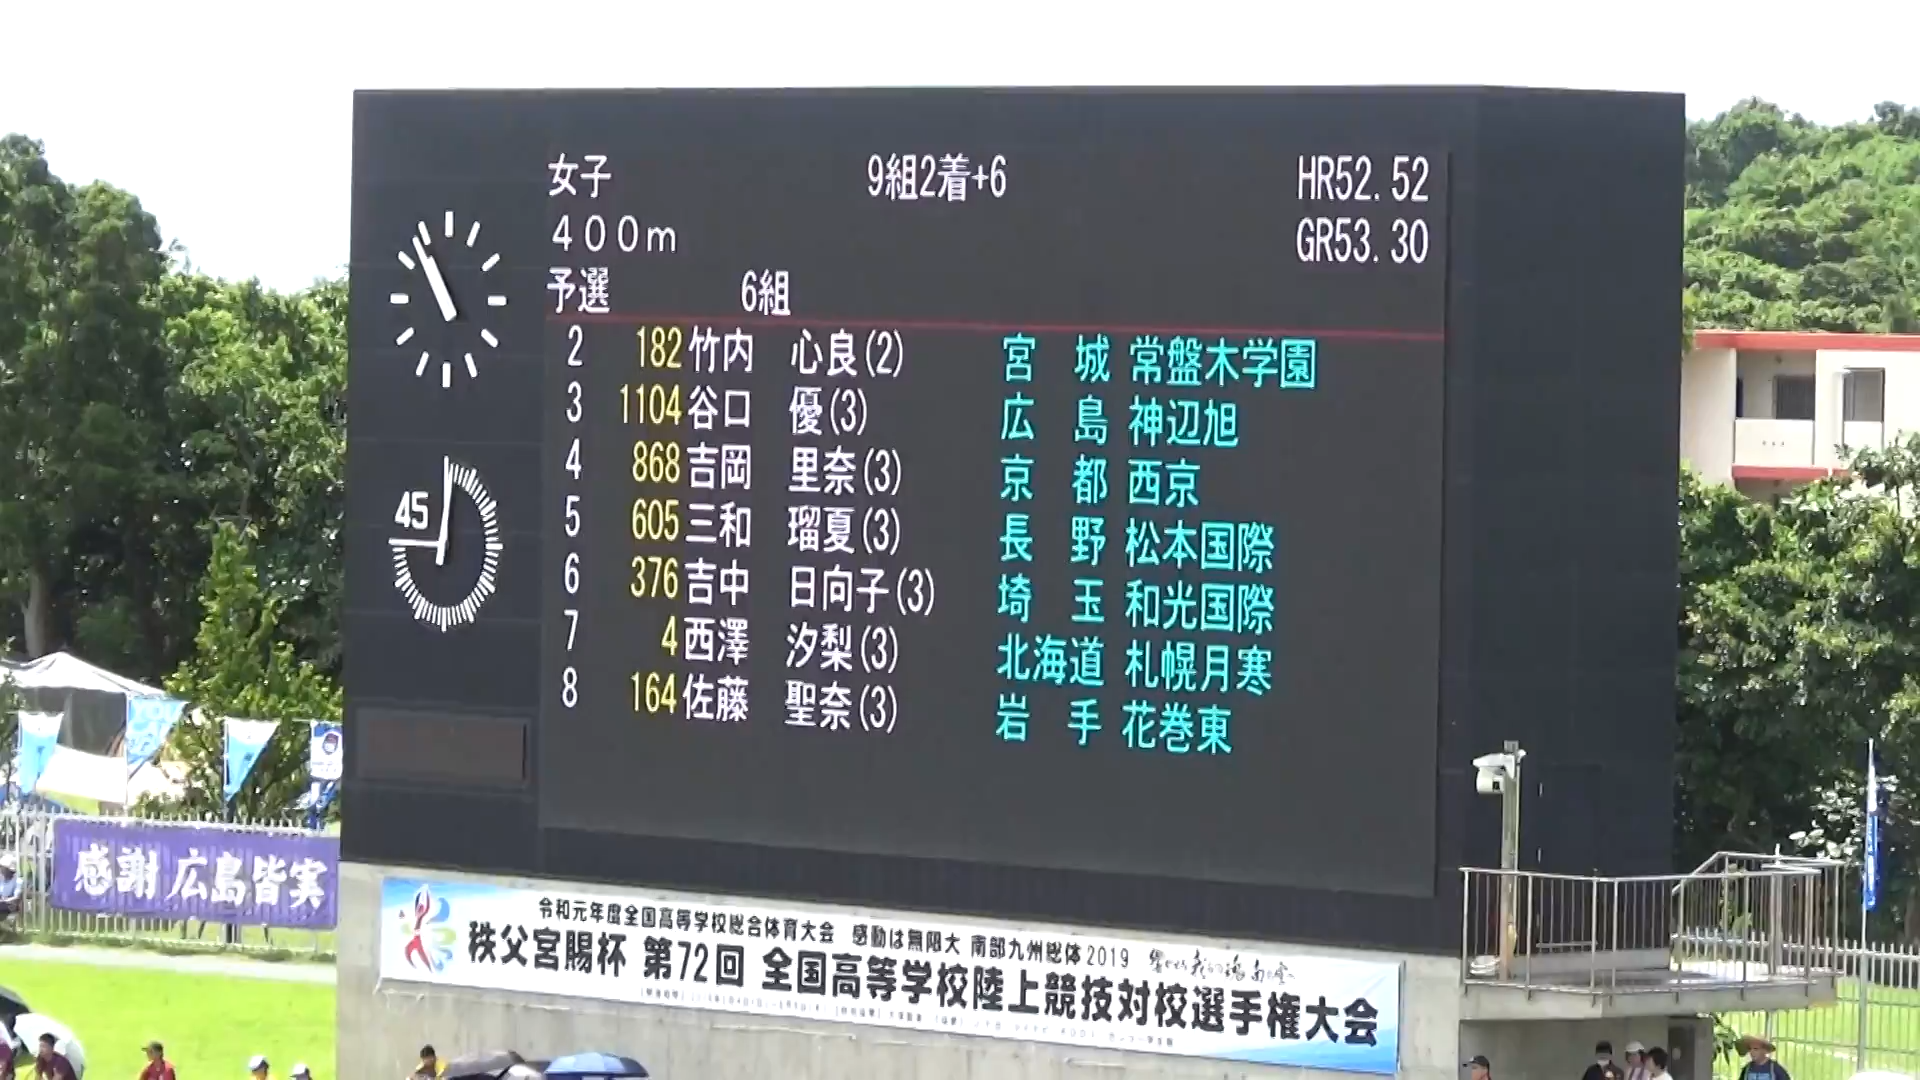 女子 9組2着+6 HR52.52
400m GR53.30
予選 6組
2 182 竹内 心良(2) 宮城 常盤木学園
3 1104 谷口 優(3) 広島 神辺旭
4 868 吉岡 里奈(3) 京都 西京
5 605 三和 瑠夏(3) 長野 松本国際
6 376 吉中 日向子(3) 埼玉 和光国際
7 4 西澤 汐梨(3) 北海道 札幌月寒
8 164 佐藤 聖奈(3) 岩手 花巻東
45
感謝 広島皆実
令和元年度全国高等学校総合体育大会 感動は無限大 南部九州総体2019
秩父宮賜杯 第72回 全国高等学校陸上競技対校選手権大会